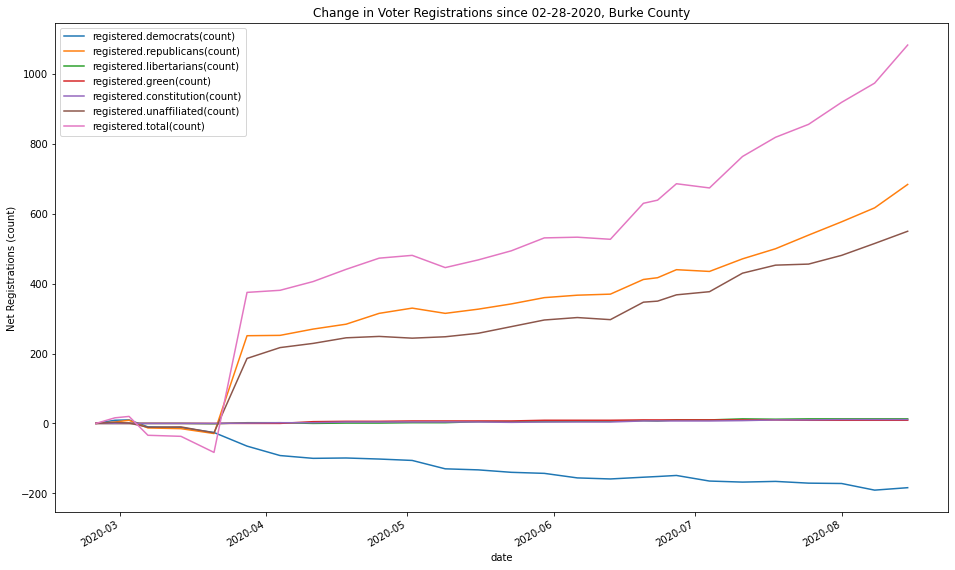 Change in Voter Registrations since 02-28-2020, Burke County
registered.democrats(count)
registered.republicans(count)
registered.libertarians(count)
registered.green(count)
registered.constitution(count)
registered.unaffiliated(count)
registered.total(count)
Net Registrations (count)
1000
800
600
400
200
0
−200
2020-03
2020-04
2020-05
2020-06
2020-07
2020-08
date